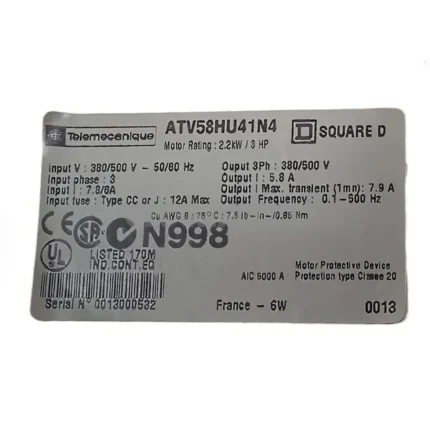 Telemecanique ATV58HU41N4 SQUARE D
Motor Rating: 2.2kW / 3 HP
Input V : 380/500 V - 50/60 Hz Ouput 3Ph : 380/500 V
Input phase : 3 Output I : 5.8 A
Input I : 7.8/6A Max. transient (1mn): 7.9 A
Input fuse : Type CC or J : 12A Max Output Frequency : 0.1-500 Hz
Cu AWG 8 : 75°C : 7.5 lb-in-/0.85 Nm
CE SA C N998
UL LISTED 170M
IND.CONT.EQ
AIC 5000 A
Motor Protective Device
Protection type Classe 20
Serial N° 0013000532 France - 6W 0013